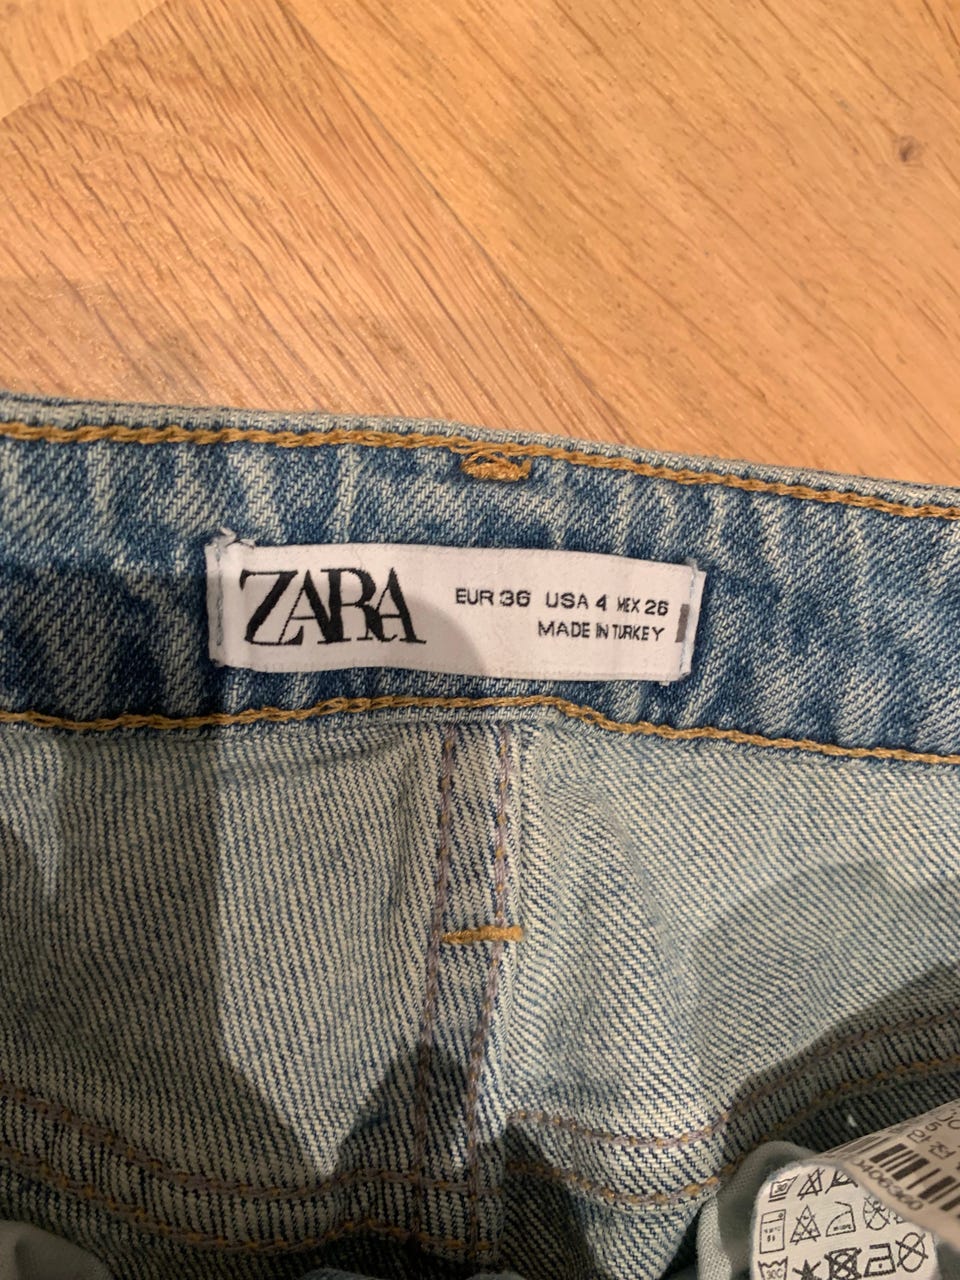 ZARA
EUR 36 USA 4 MEX 26
MADE IN TURKEY